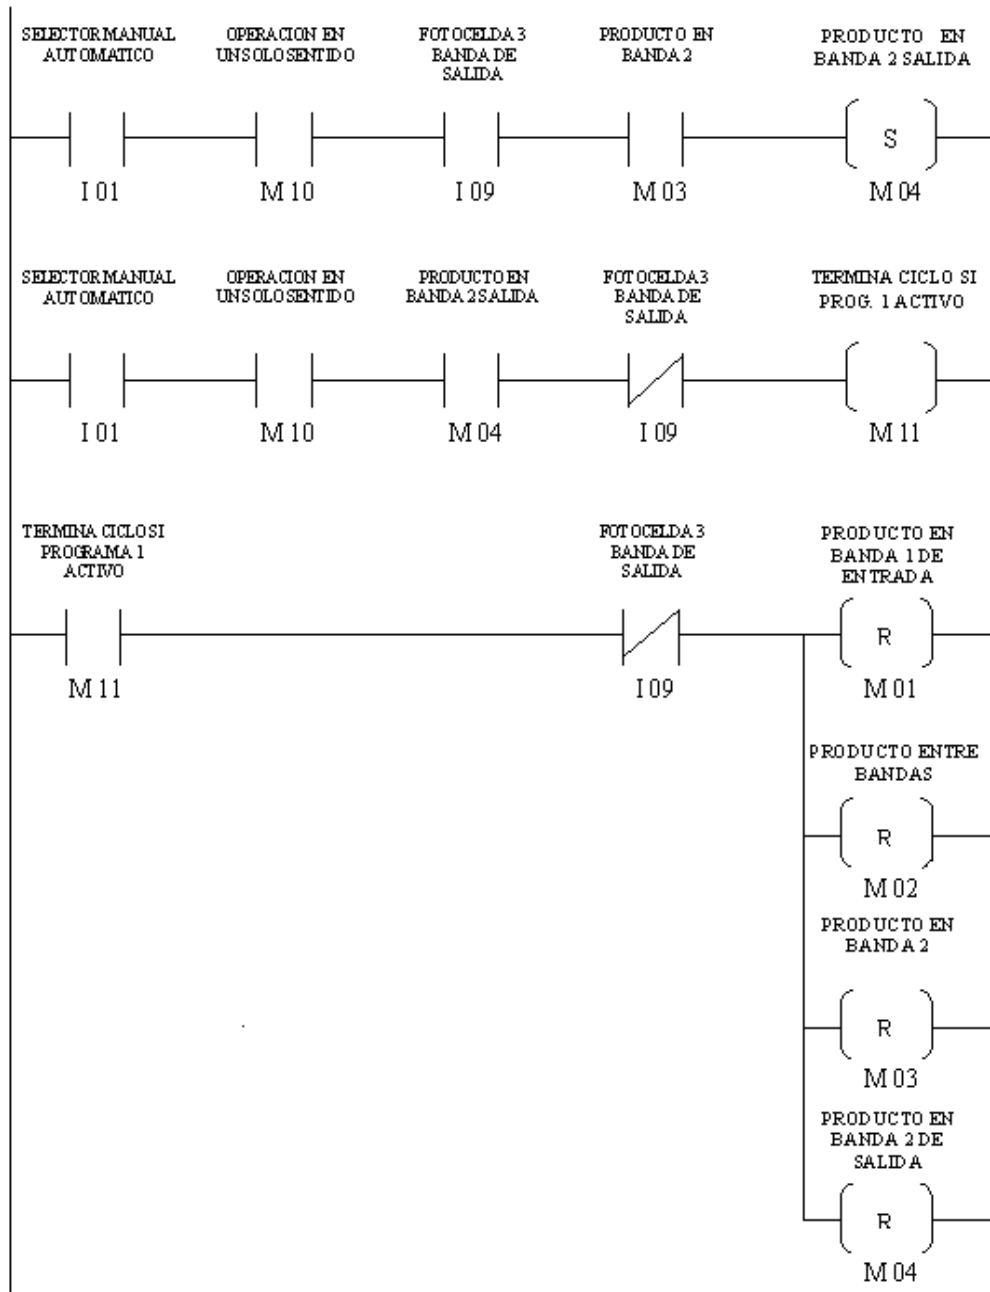 SELECTOR MANUAL AUTOMATICO
OPERACION EN UN SOLO SENTIDO
FOTOCELDA 3 BANDA DE SALIDA
PRODUCTO EN BANDA 2
PRODUCTO EN BANDA 2 SALIDA
S
I 01
M 10
I 09
M 03
M 04
SELECTOR MANUAL AUTOMATICO
OPERACION EN UN SOLO SENTIDO
PRODUCTO EN BANDA 2 SALIDA
FOTOCELDA 3 BANDA DE SALIDA
TERMINA CICLO SI PROG. 1 ACTIVO
I 01
M 10
M 04
I 09
M 11
TERMINA CICLO SI PROGRAMA 1 ACTIVO
FOTOCELDA 3 BANDA DE SALIDA
PRODUCTO EN BANDA 1 DE ENTRADA
R
M 11
I 09
M 01
PRODUCTO ENTRE BANDAS
R
M 02
PRODUCTO EN BANDA 2
R
M 03
PRODUCTO EN BANDA 2 DE SALIDA
R
M 04